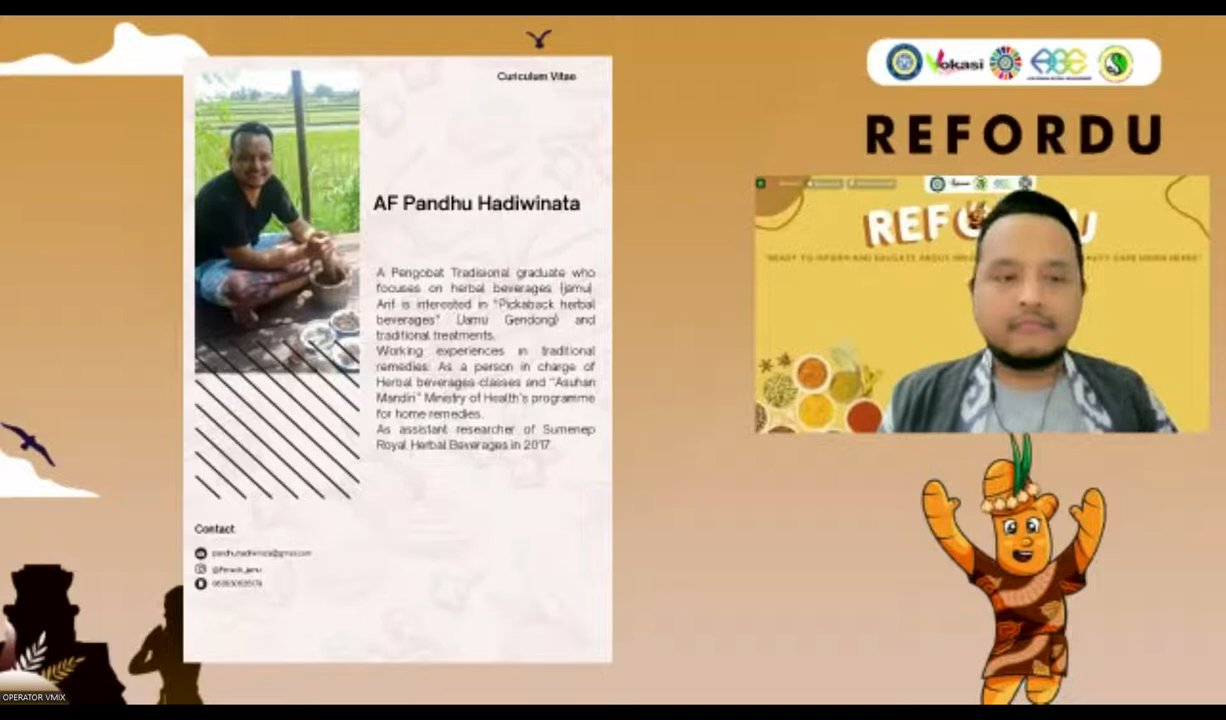 Curiculum Vitae
AF Pandhu Hadiwinata
A Pengobat Tradisional graduate who
focuses on herbal beverages (jamu).
Arif is interested in "Pickaback herbal
beverages" (Jamu Gendong) and
traditional treatments.
Working experiences in traditional
remedies: As a person in charge of
Herbal beverages classes and "Asuhan
Mandiri" Ministry of Health's programme
for home remedies.
As assistant researcher of Sumenep
Royal Herbal Beverages in 2017.
Contact
Vokasi
REFORDU
OPERATOR VMIX